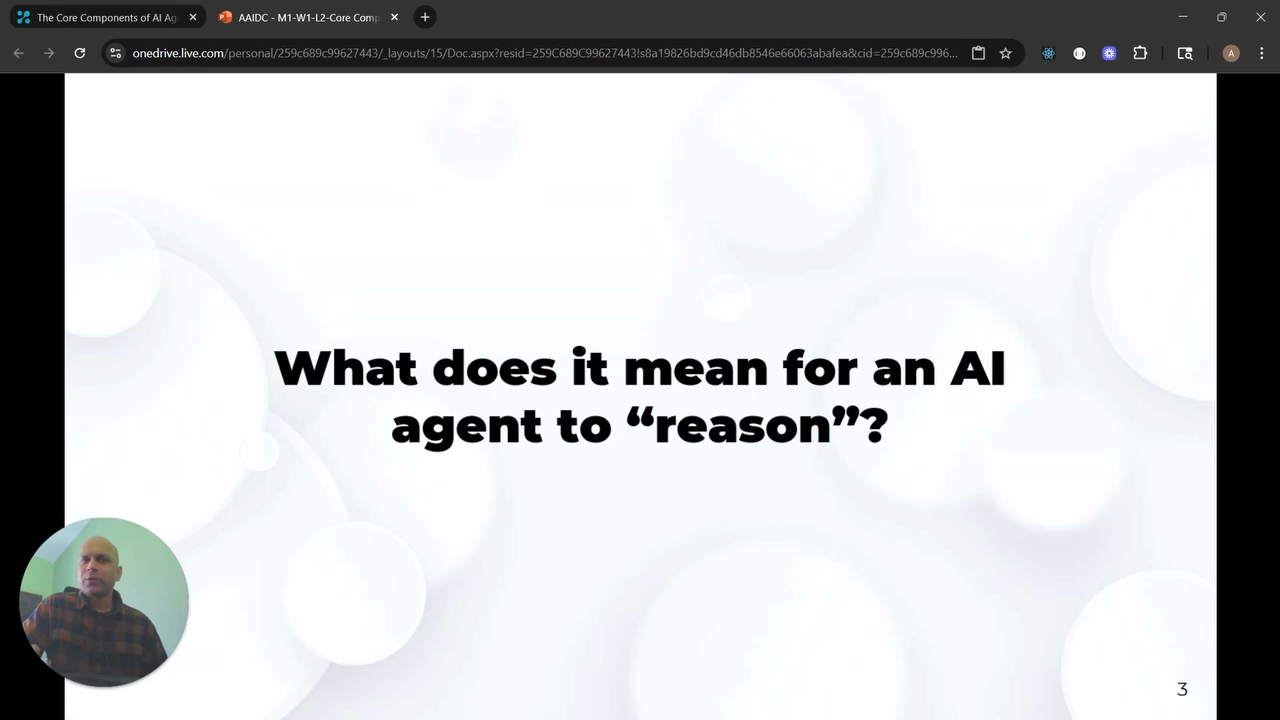 The Core Components of AI Ag
AAIDC - M1-W1-L2-Core Comp
onedrive.live.com/personal/259c689c99627443/_layouts/15/Doc.aspx?resid=259C689C99627443!s8a19826bd9cd46db8546e66063abafea&cid=259c689c996...
A
What does it mean for an AI
agent to “reason”?
3